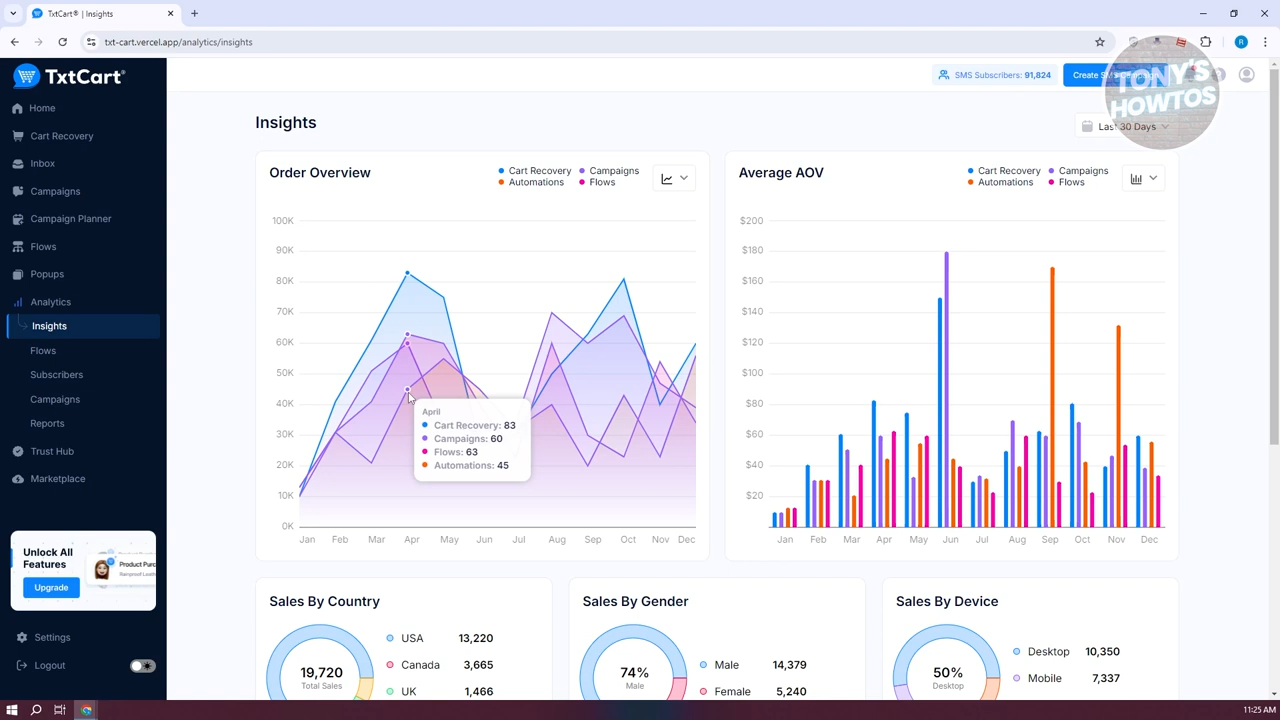 TxtCart® | Insights
txt-cart.vercel.app/analytics/insights
R
TxtCart®
SMS Subscribers: 91,824
TONY'S
HOWTOS
Home
Cart Recovery
Inbox
Campaigns
Campaign Planner
Flows
Popups
Analytics
Insights
Flows
Subscribers
Campaigns
Reports
Trust Hub
Marketplace
Unlock All
Features
Upgrade
Product Purc
Settings
Logout
Insights
Last 30 Days
Order Overview
Cart Recovery
Campaigns
Automations
Flows
100K
90K
80K
70K
60K
50K
40K
30K
20K
10K
0K
Jan Feb Mar Apr May Jun Jul Aug Sep Oct Nov Dec
April
Cart Recovery: 83
Campaigns: 60
Flows: 63
Automations: 45
Average AOV
Cart Recovery
Campaigns
Automations
Flows
$200
$180
$160
$140
$120
$100
$80
$60
$40
$20
Jan Feb Mar Apr May Jun Jul Aug Sep Oct Nov Dec
Sales By Country
19,720
Total Sales
USA 13,220
Canada 3,665
UK 1,466
Sales By Gender
74%
Male
Male 14,379
Female 5,240
Sales By Device
50%
Desktop
Desktop 10,350
Mobile 7,337
11:25 AM